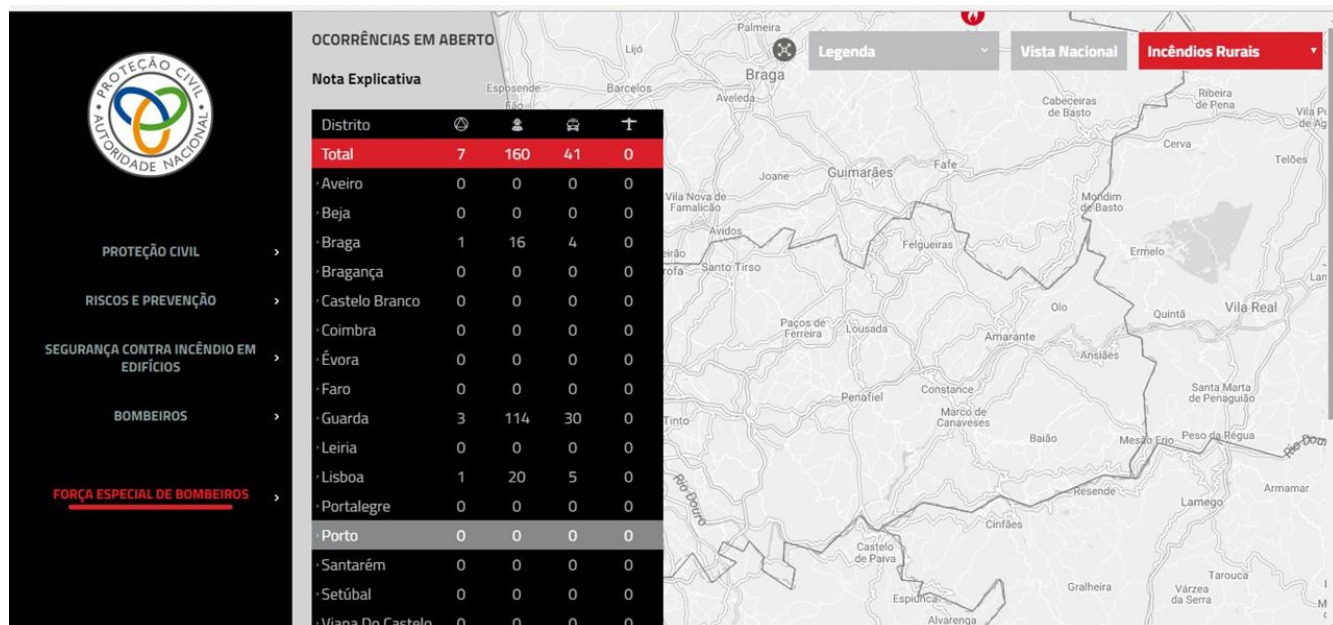 PROTEÇÃO CIVIL
AUTORIDADE NACIONAL
PROTEÇÃO CIVIL
RISCOS E PREVENÇÃO
SEGURANÇA CONTRA INCÊNDIO EM
EDIFÍCIOS
BOMBEIROS
FORÇA ESPECIAL DE BOMBEIROS
OCORRÊNCIAS EM ABERTO
Nota Explicativa
Distrito
Total 7 160 41 0
Aveiro 0 0 0 0
Beja 0 0 0 0
Braga 1 16 4 0
Bragança 0 0 0 0
Castelo Branco 0 0 0 0
Coimbra 0 0 0 0
Évora 0 0 0 0
Faro 0 0 0 0
Guarda 3 114 30 0
Leiria 0 0 0 0
Lisboa 1 20 5 0
Portalegre 0 0 0 0
Porto 0 0 0 0
Santarém 0 0 0 0
Setúbal 0 0 0 0
Viana Do Castelo 0 0 0 0
Legenda
Vista Nacional
Incêndios Rurais
Palmeira
Lijó
Braga
Esposende
Barcelos
Aveleda
Cabeceiras
de Basto
Ribeira
de Pena
Cerva
Telões
Fafe
Joane
Guimarães
Vila Nova de
Famalicão
Mondim
de Basto
Avidos
Felgueiras
Ermelo
Santo Tirso
Olo
Quintã
Vila Real
Paços de
Ferreira
Lousada
Amarante
Ansiães
Penafiel
Constance
Santa Marta
de Penaguião
Marco de
Canaveses
Tinto
Baião
Mesão Frio
Peso da Régua
Rio Douro
Resende
Lamego
Armamar
Cinfães
Castelo
de Paiva
Gralheira
Tarouca
Várzea
da Serra
Espiunca
Alvarenga